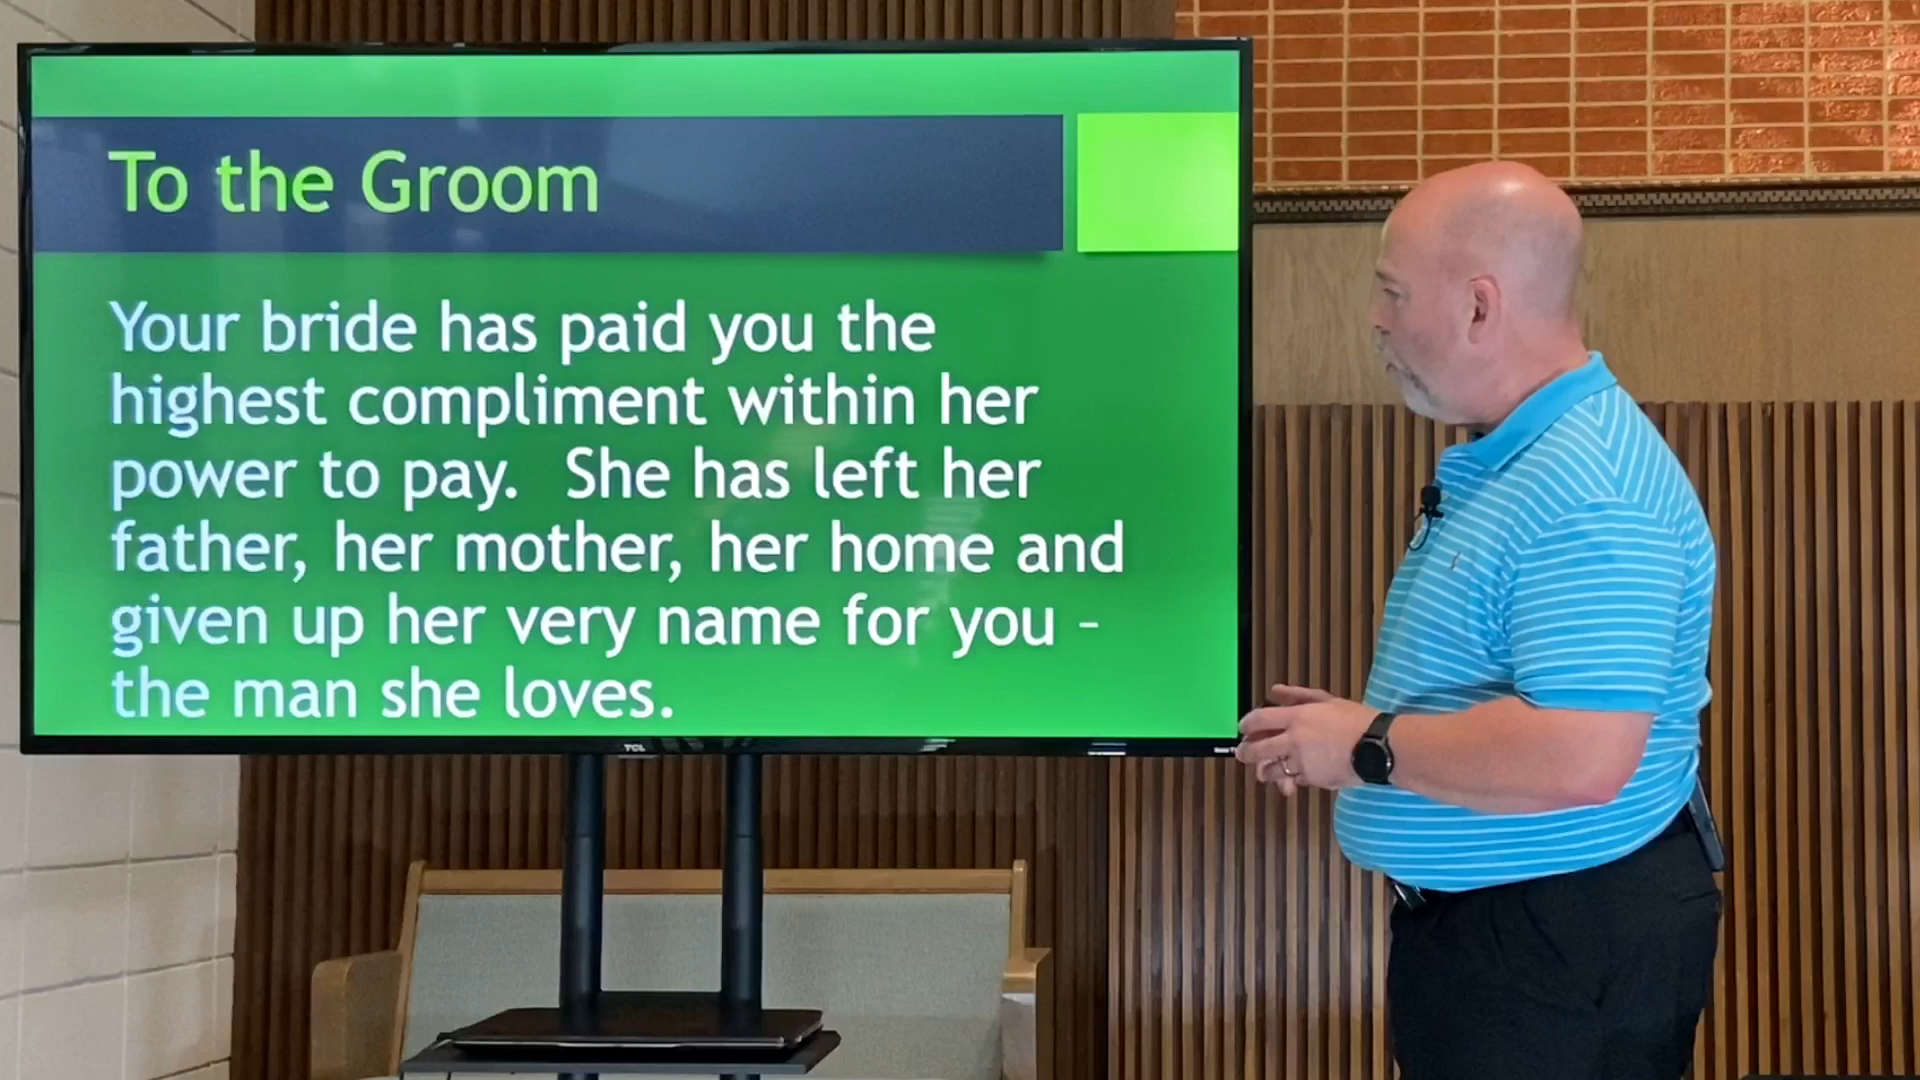 To the Groom
Your bride has paid you the
highest compliment within her
power to pay.  She has left her
father, her mother, her home and
given up her very name for you –
the man she loves.
TCL